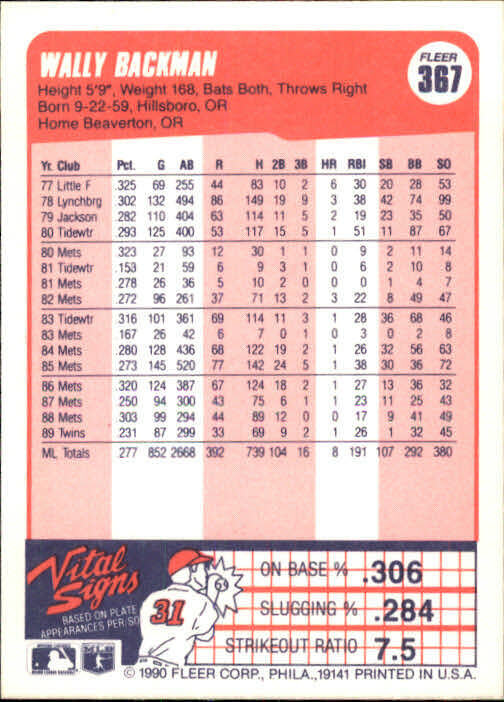 WALLY BACKMAN
FLEER
367
Height 5'9", Weight 168, Bats Both, Throws Right
Born 9-22-59, Hillsboro, OR
Home Beaverton, OR
Yr. Club Pct. G AB R H 2B 3B HR RBI SB BB SO
77 Little F .325 69 255 44 83 10 2 6 30 20 28 53
78 Lynchbrg .302 132 494 86 149 19 9 3 38 42 74 99
79 Jackson .282 110 404 63 114 11 5 2 19 23 35 50
80 Tidewtr .293 125 400 53 117 15 5 1 51 11 87 67
80 Mets .323 27 93 12 30 1 1 0 9 2 11 14
81 Tidewtr .153 21 59 6 9 3 1 0 6 2 10 8
81 Mets .278 26 36 5 10 2 0 0 0 1 4 7
82 Mets .272 96 261 37 71 13 2 3 22 8 49 47
83 Tidewtr .316 101 361 69 114 11 3 1 28 36 68 46
83 Mets .167 26 42 6 7 0 1 0 3 0 2 8
84 Mets .280 128 436 68 122 19 2 1 26 32 56 63
85 Mets .273 145 520 77 142 24 5 1 38 30 36 72
86 Mets .320 124 387 67 124 18 2 1 27 13 36 32
87 Mets .250 94 300 43 75 6 1 1 23 11 25 43
88 Mets .303 99 294 44 89 12 0 0 17 9 41 49
89 Twins .231 87 299 33 69 9 2 1 26 1 32 45
ML Totals .277 852 2668 392 739 104 16 8 191 107 292 380
Vital
Signs
BASED ON PLATE
APPEARANCES PER SO
31
ON BASE % .306
SLUGGING % .284
STRIKEOUT RATIO 7.5
© 1990 FLEER CORP., PHILA., 19141 PRINTED IN U.S.A.